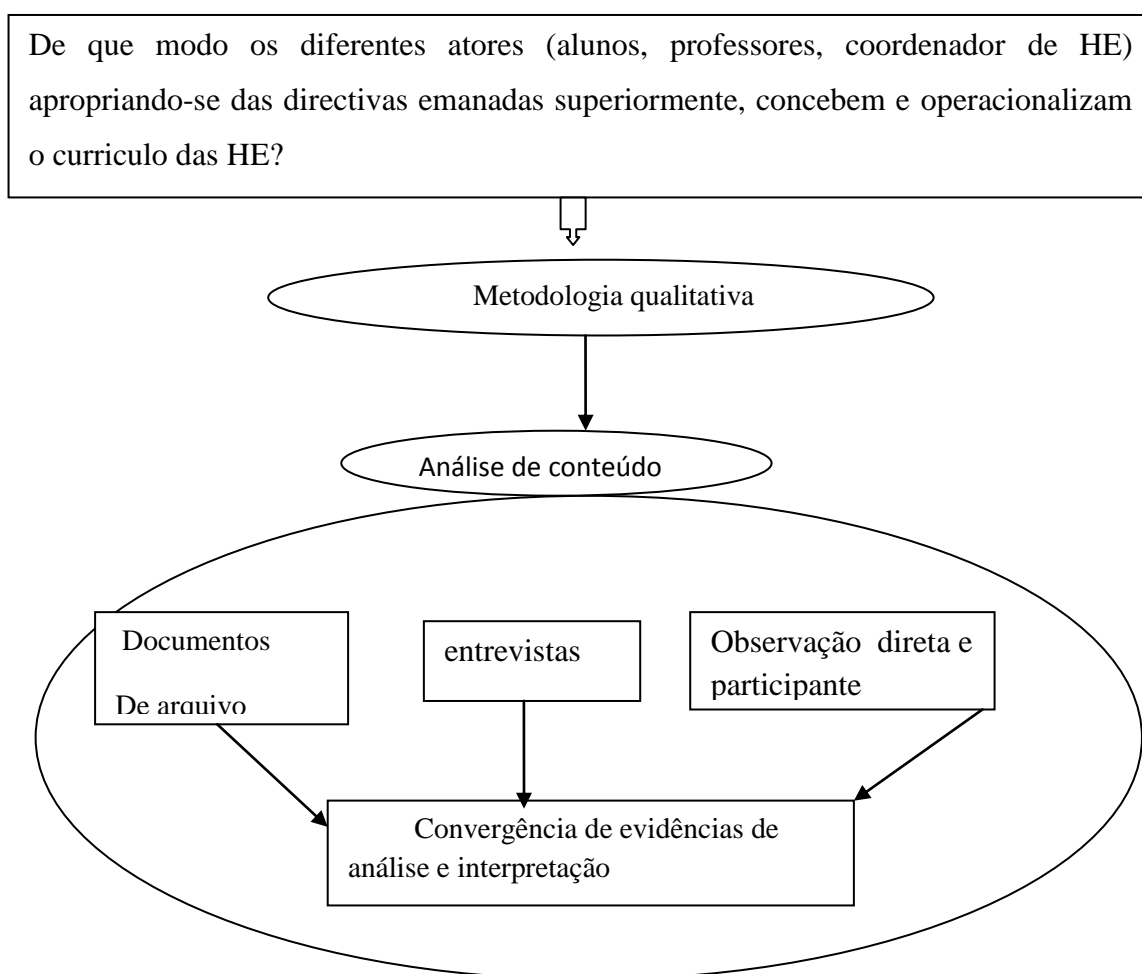 De que modo os diferentes atores (alunos, professores, coordenador de HE)
apropriando-se das directivas emanadas superiormente, concebem e operacionalizam
o curriculo das HE?
Metodologia qualitativa
Análise de conteúdo
Documentos
De arquivo
entrevistas
Observação direta e
participante
Convergência de evidências de
análise e interpretação